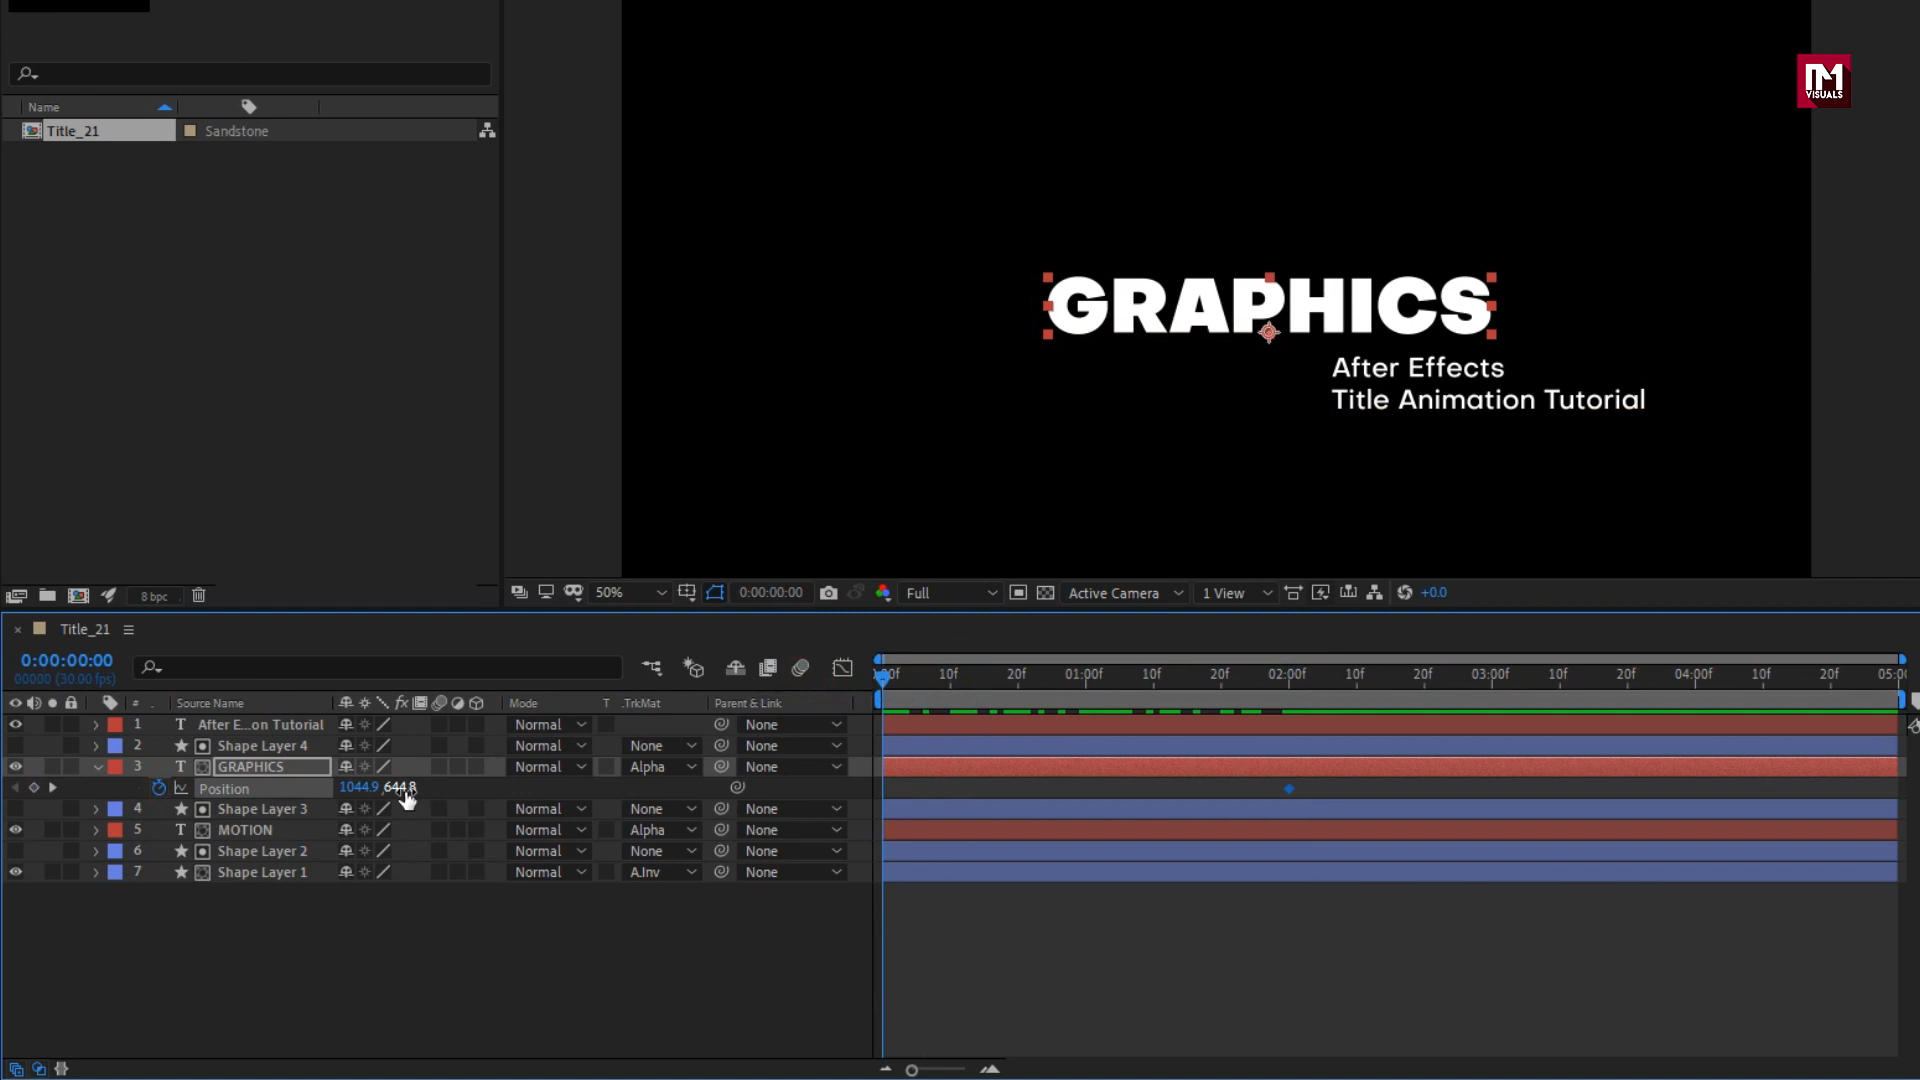 M
VISUALS
Name
Title_21
Sandstone
GRAPHICS
After Effects
Title Animation Tutorial
8 bpc
50%
0:00:00:00
Full
Active Camera
1 View
+0.0
Title_21
0:00:00:00
00000 (30.00 fps)
:00f 10f 20f 01:00f 10f 20f 02:00f 10f 20f 03:00f 10f 20f 04:00f 10f 20f 05:00
# Source Name fx Mode T .TrkMat Parent & Link
1 T After E...on Tutorial Normal None
2 Shape Layer 4 Normal None None
3 T GRAPHICS Normal Alpha None
Position 1044.9, 644.8
4 Shape Layer 3 Normal None None
5 T MOTION Normal Alpha None
6 Shape Layer 2 Normal None None
7 Shape Layer 1 Normal A.Inv None